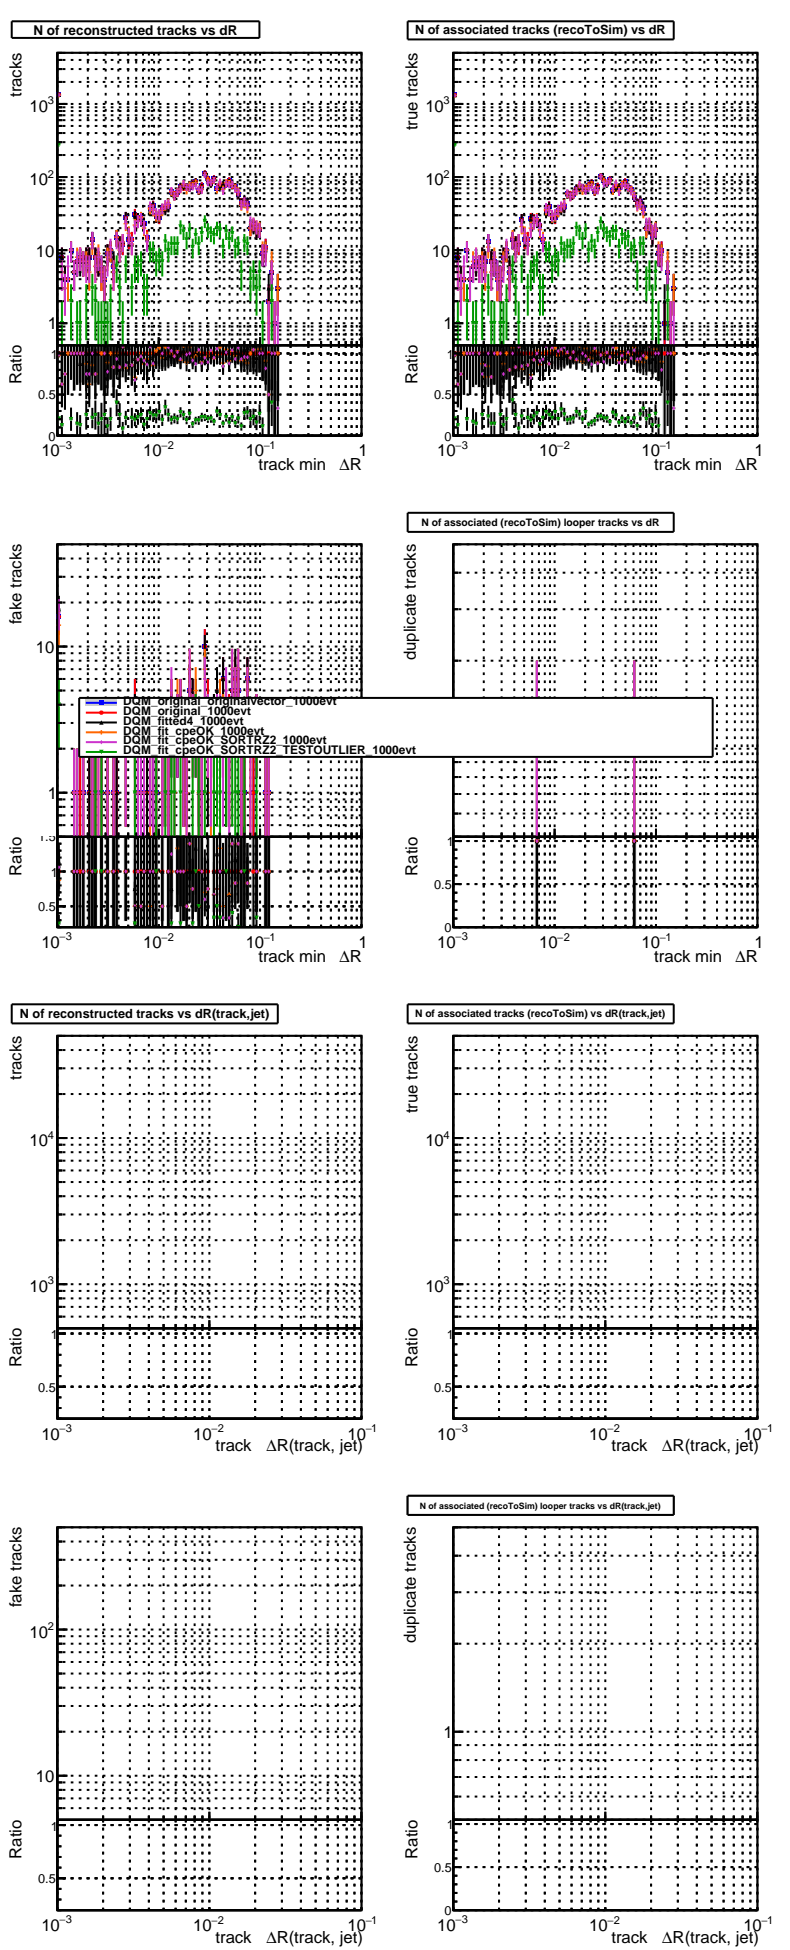 N of reconstructed tracks vs dR
N of associated tracks (recoToSim) vs dR
tracks
10³
10²
10
1
Ratio
1
0.5
0
10⁻³
10⁻²
10⁻¹
1
track min ΔR
true tracks
10³
10²
10
1
Ratio
1
0.5
0
10⁻³
10⁻²
10⁻¹
1
track min ΔR
N of associated (recoToSim) looper tracks vs dR
fake tracks
10
1
Ratio
1.5
1
0.5
10⁻³
10⁻²
10⁻¹
1
track min ΔR
duplicate tracks
Ratio
1
0.5
0
10⁻³
10⁻²
10⁻¹
1
track min ΔR
DQM_original_originalvector_1000evt
DQM_original_1000evt
DQM_fitted4_1000evt
DQM_fit_cpeOK_1000evt
DQM_fit_cpeOK_SORTRZ2_1000evt
DQM_fit_cpeOK_SORTRZ2_TESTOUTLIER_1000evt
N of reconstructed tracks vs dR(track,jet)
N of associated tracks (recoToSim) vs dR(track,jet)
tracks
10⁴
10³
Ratio
1
0.5
10⁻³
10⁻²
10⁻¹
track ΔR(track, jet)
true tracks
10⁴
10³
Ratio
1
0.5
10⁻³
10⁻²
10⁻¹
track ΔR(track, jet)
N of associated (recoToSim) looper tracks vs dR(track,jet)
fake tracks
10²
10
Ratio
1
0.5
10⁻³
10⁻²
10⁻¹
track ΔR(track, jet)
duplicate tracks
1
Ratio
1
0.5
0
10⁻³
10⁻²
10⁻¹
track ΔR(track, jet)